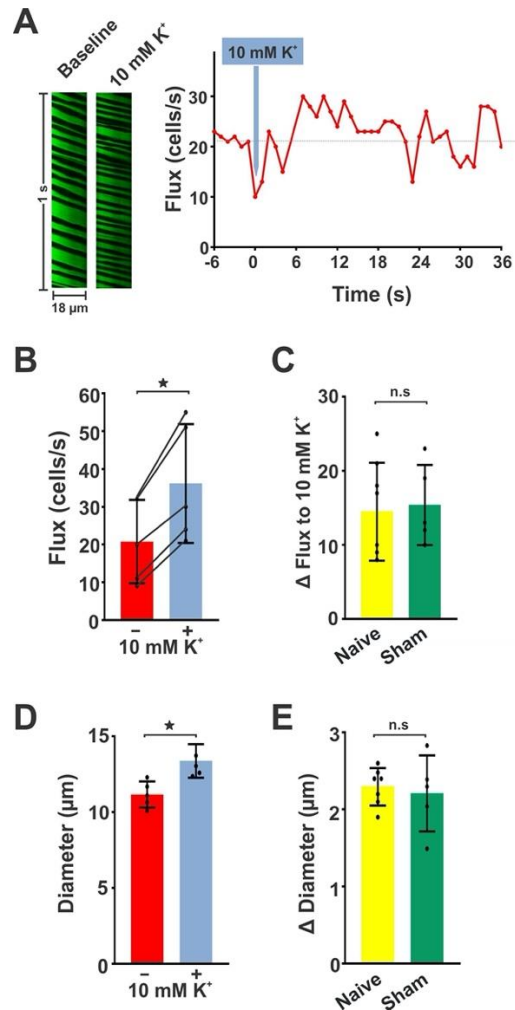 A
Baseline
10 mM K⁺
1 s
18 µm
10 mM K⁺
Flux (cells/s)
30
20
10
0
-6 0 6 12 18 24 30 36
Time (s)
B
★
Flux (cells/s)
60
50
40
30
20
10
0
− +
10 mM K⁺
C
n.s
Δ Flux to 10 mM K⁺
30
20
10
0
Naive Sham
D
★
Diameter (µm)
15
10
5
0
− +
10 mM K⁺
E
n.s
Δ Diameter (µm)
3
2
1
0
Naive Sham